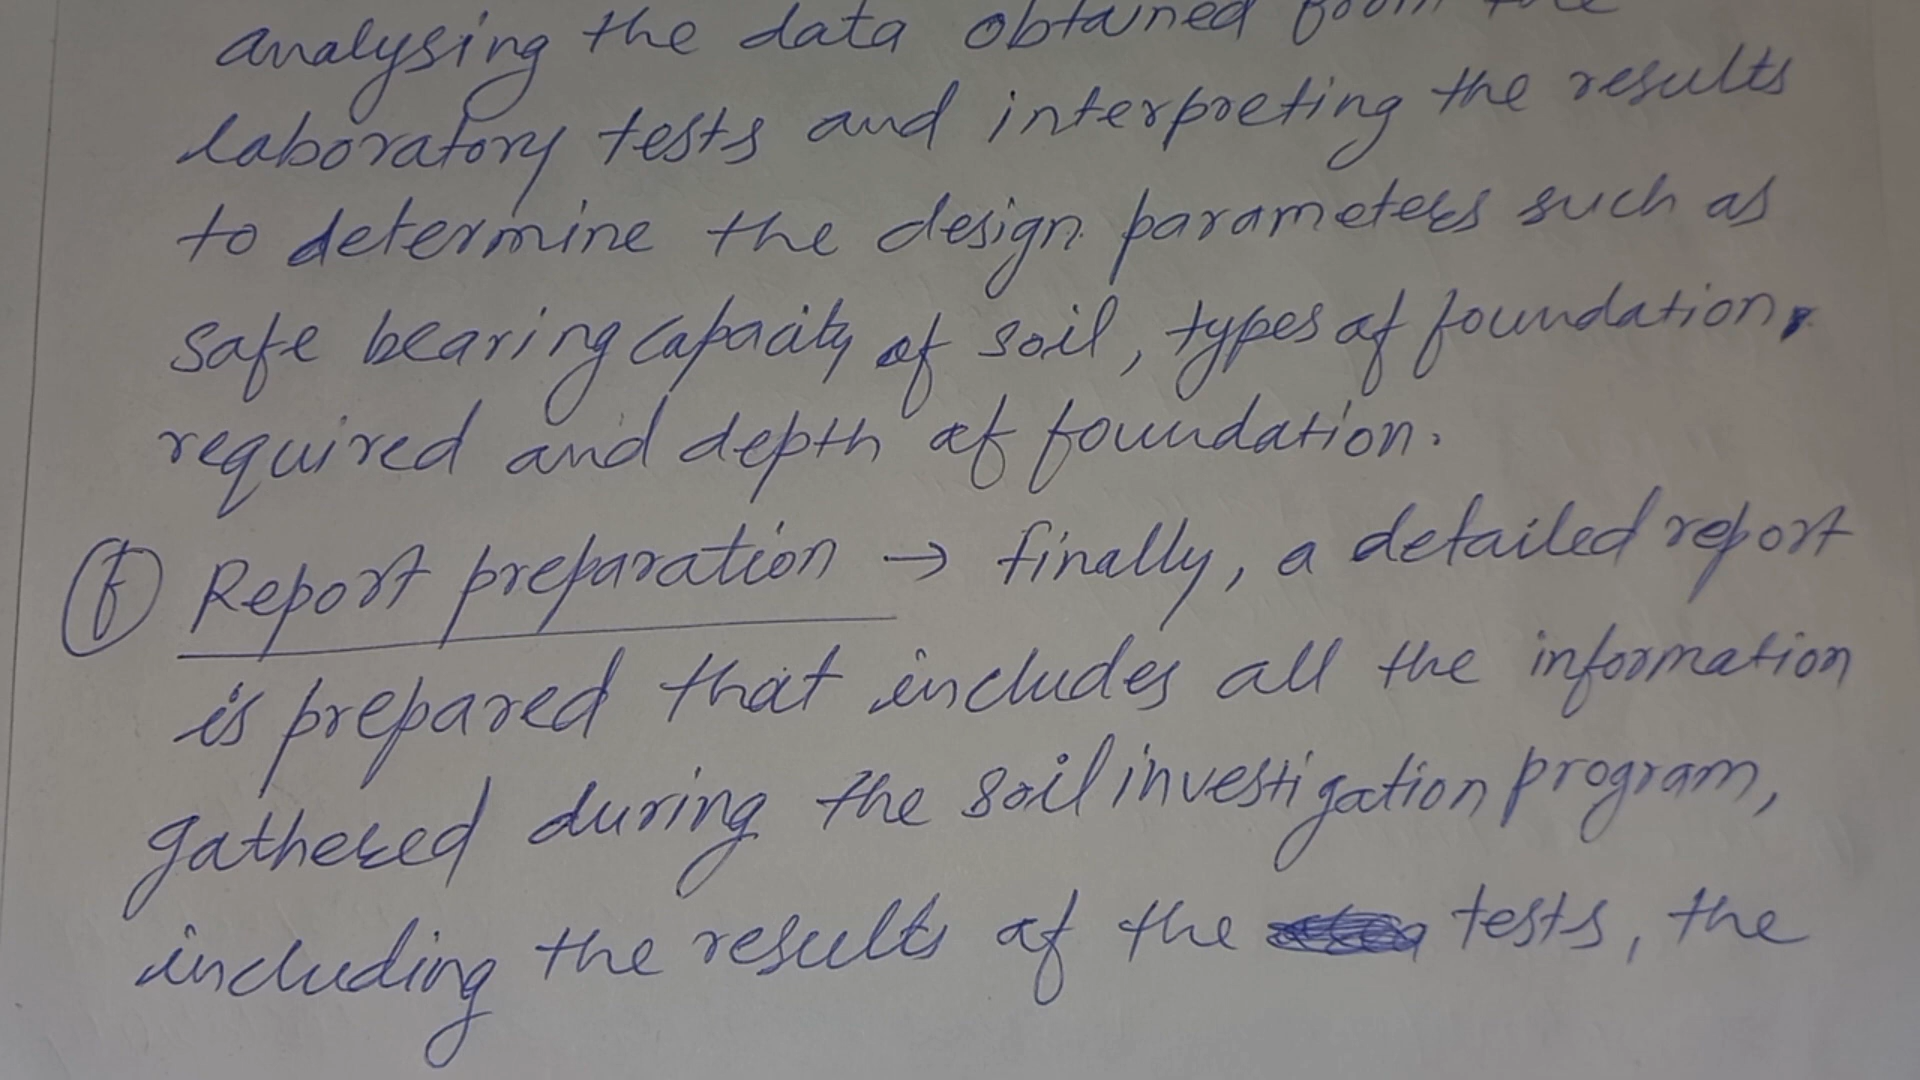 analysing the data obtained from the
laboratory tests and interpreting the results
to determine the design parameters such as
safe bearing capacity of soil, types of foundation,
required and depth of foundation.
(f) Report preparation → finally, a detailed report
is prepared that includes all the information
gathered during the soil investigation program,
including the results of the tests, the